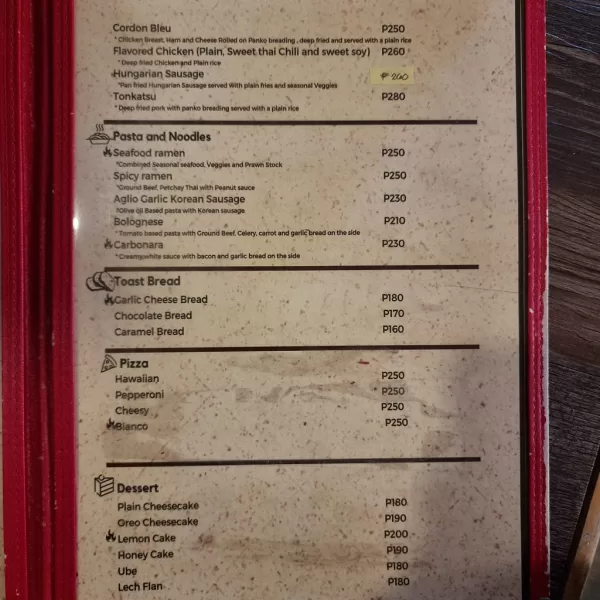 Cordon Bleu P250
* Chicken Breast, Ham and Cheese Rolled on Panko breading, deep fried and served with a plain rice
Flavored Chicken (Plain, Sweet thai Chili and sweet soy) P260
* Deep fried Chicken and Plain rice
Hungarian Sausage ₱ 240
*Pan fried Hungarian Sausage served with plain fries and seasonal Veggies
Tonkatsu P280
* Deep fried pork with panko breading served with a plain rice
Pasta and Noodles
Seafood ramen P250
*Combined Seasonal seafood, Veggies and Prawn Stock
Spicy ramen P250
*Ground Beef, Petchay Thai with Peanut sauce
Aglio Garlic Korean Sausage P230
*Olive oil Based pasta with Korean sausage
Bolognese P210
* Tomato based pasta with Ground Beef, Celery, carrot and garlic bread on the side
Carbonara P230
*Creamywhite sauce with bacon and garlic bread on the side
Toast Bread
Garlic Cheese Bread P180
Chocolate Bread P170
Caramel Bread P160
Pizza
Hawaiian P250
Pepperoni P250
Cheesy P250
Bianco P250
Dessert
Plain Cheesecake P180
Oreo Cheesecake P190
Lemon Cake P200
Honey Cake P190
Ube P180
Lech Flan P180